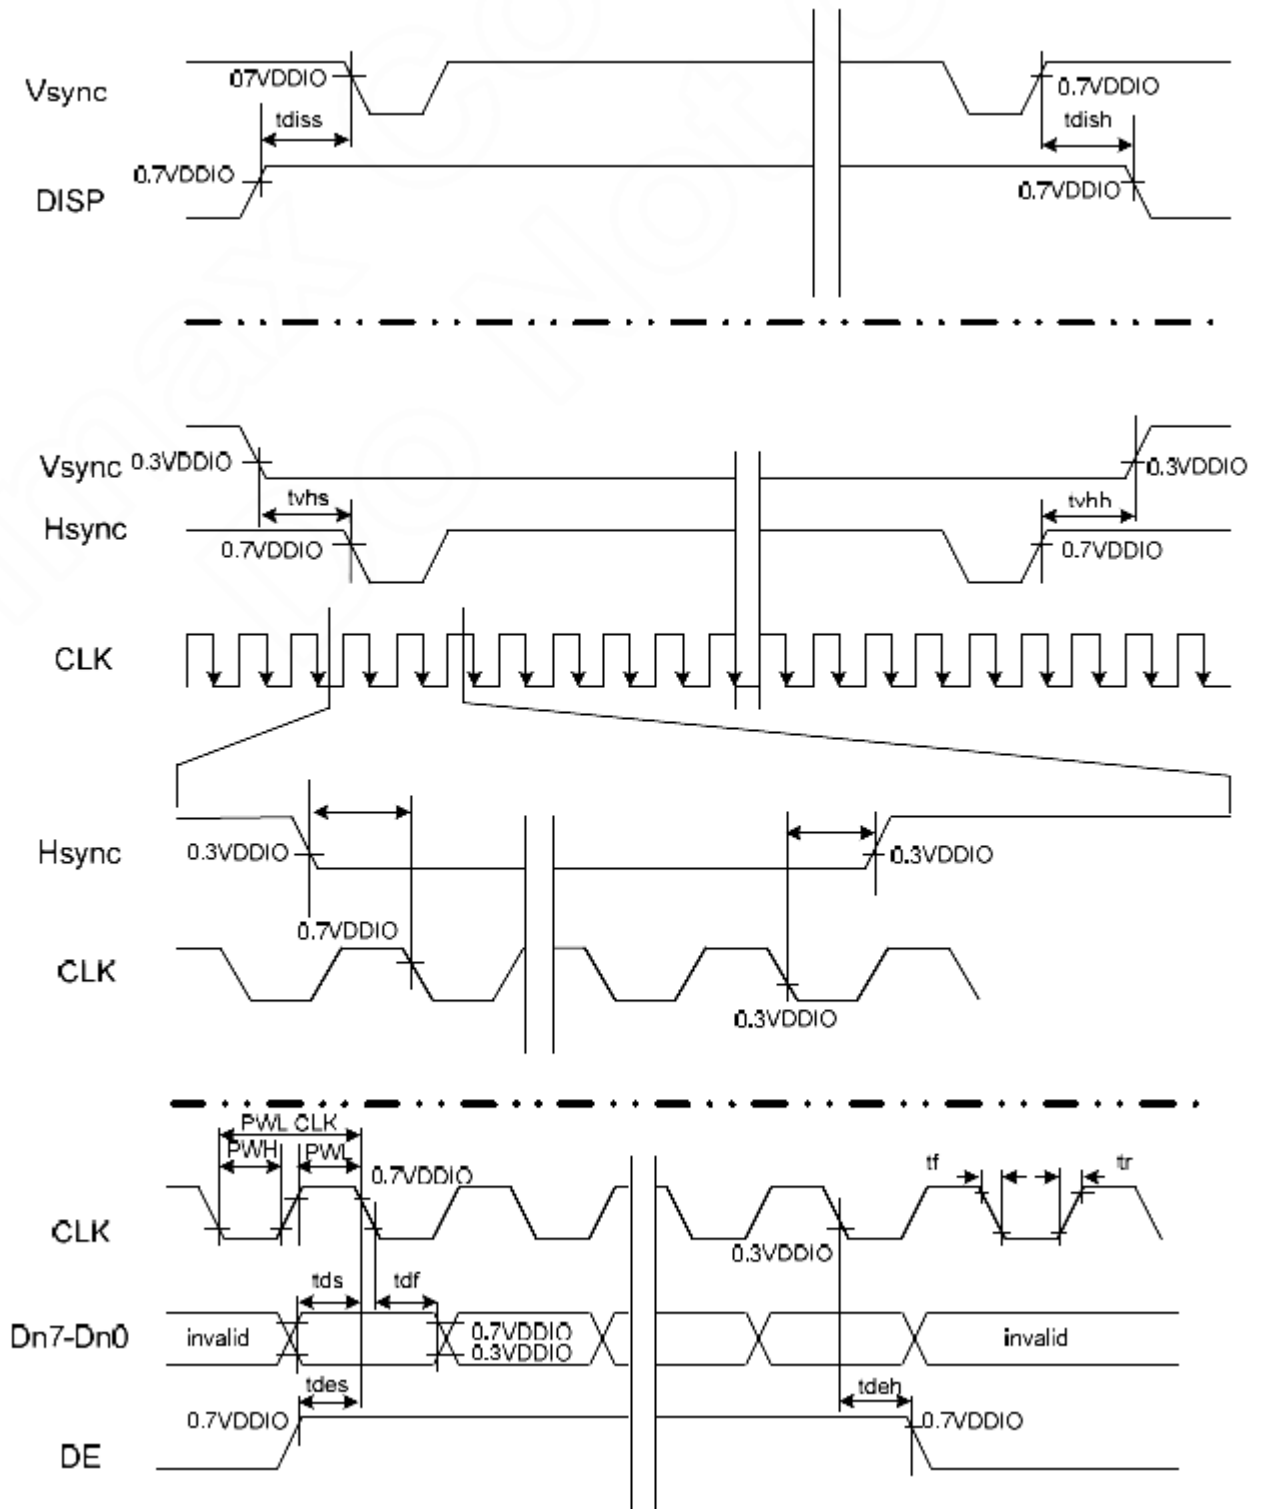 Vsync
07VDDIO
0.7VDDIO
tdiss
tdish
DISP
0.7VDDIO
0.7VDDIO
Vsync
0.3VDDIO
0.3VDDIO
tvhs
tvhh
Hsync
0.7VDDIO
0.7VDDIO
CLK
Hsync
0.3VDDIO
0.3VDDIO
0.7VDDIO
CLK
0.3VDDIO
PWL CLK
PWH
PWL
0.7VDDIO
tf
tr
CLK
0.3VDDIO
tds
tdf
Dn7-Dn0
invalid
0.7VDDIO
0.3VDDIO
invalid
tdes
tdeh
0.7VDDIO
0.7VDDIO
DE